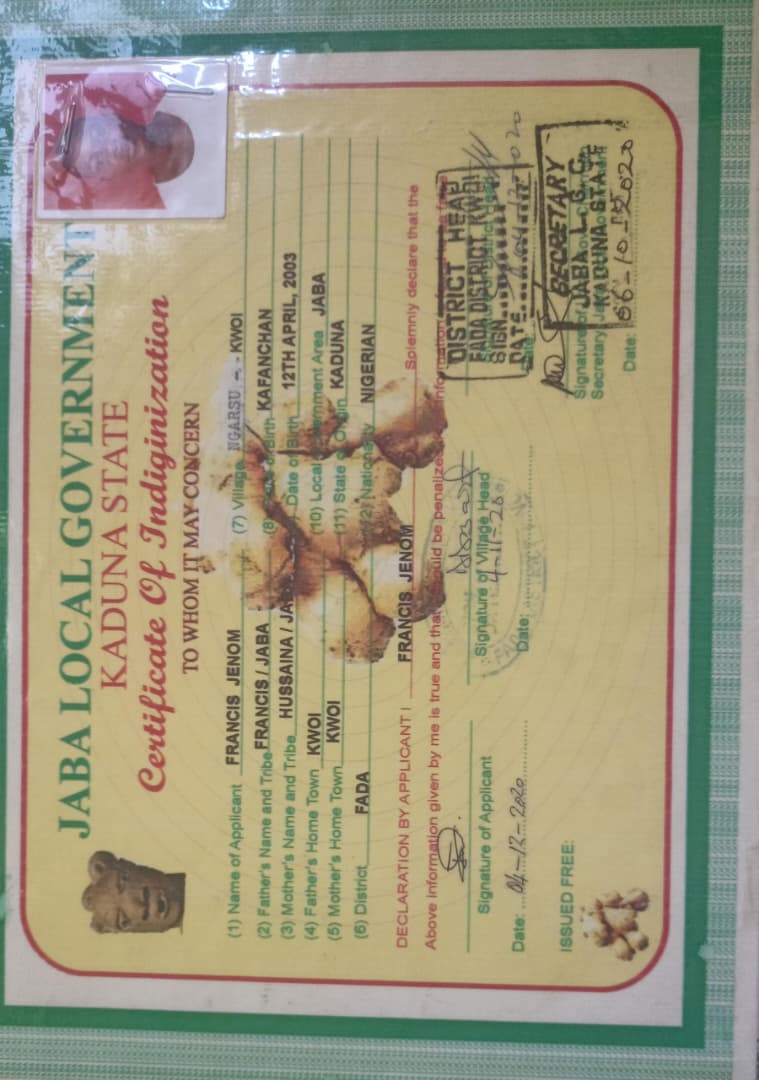 JABA LOCAL GOVERNMENT
KADUNA STATE
Certificate Of Indiginization
TO WHOM IT MAY CONCERN
(1) Name of Applicant FRANCIS JENOM
(2) Father's Name and Tribe FRANCIS / JABA
(3) Mother's Name and Tribe HUSSAINA / JA
(4) Father's Home Town KWOI
(5) Mother's Home Town KWOI
(6) District FADA
(7) Village NGARSU - - KWOI
(8) Birth KAFANCHAN
Date of Birth 12TH APRIL, 2003
(10) Local Government Area JABA
(11) State of Origin KADUNA
(12) Nationality NIGERIAN
DECLARATION BY APPLICANT I FRANCIS JENOM Solemnly declare that the
Above information given by me is true and that would be penalized information
Signature of Applicant
Date: 04-12-2020
Signature of Village Head
4-11-20
Date:
DISTRICT HEAD
FADA DISTRICT KWOI
SIGN
DATE
SECRETARY
JABA L. G. C.
KADUNA STATE
Signature of
Secretary
Date:
ISSUED FREE: